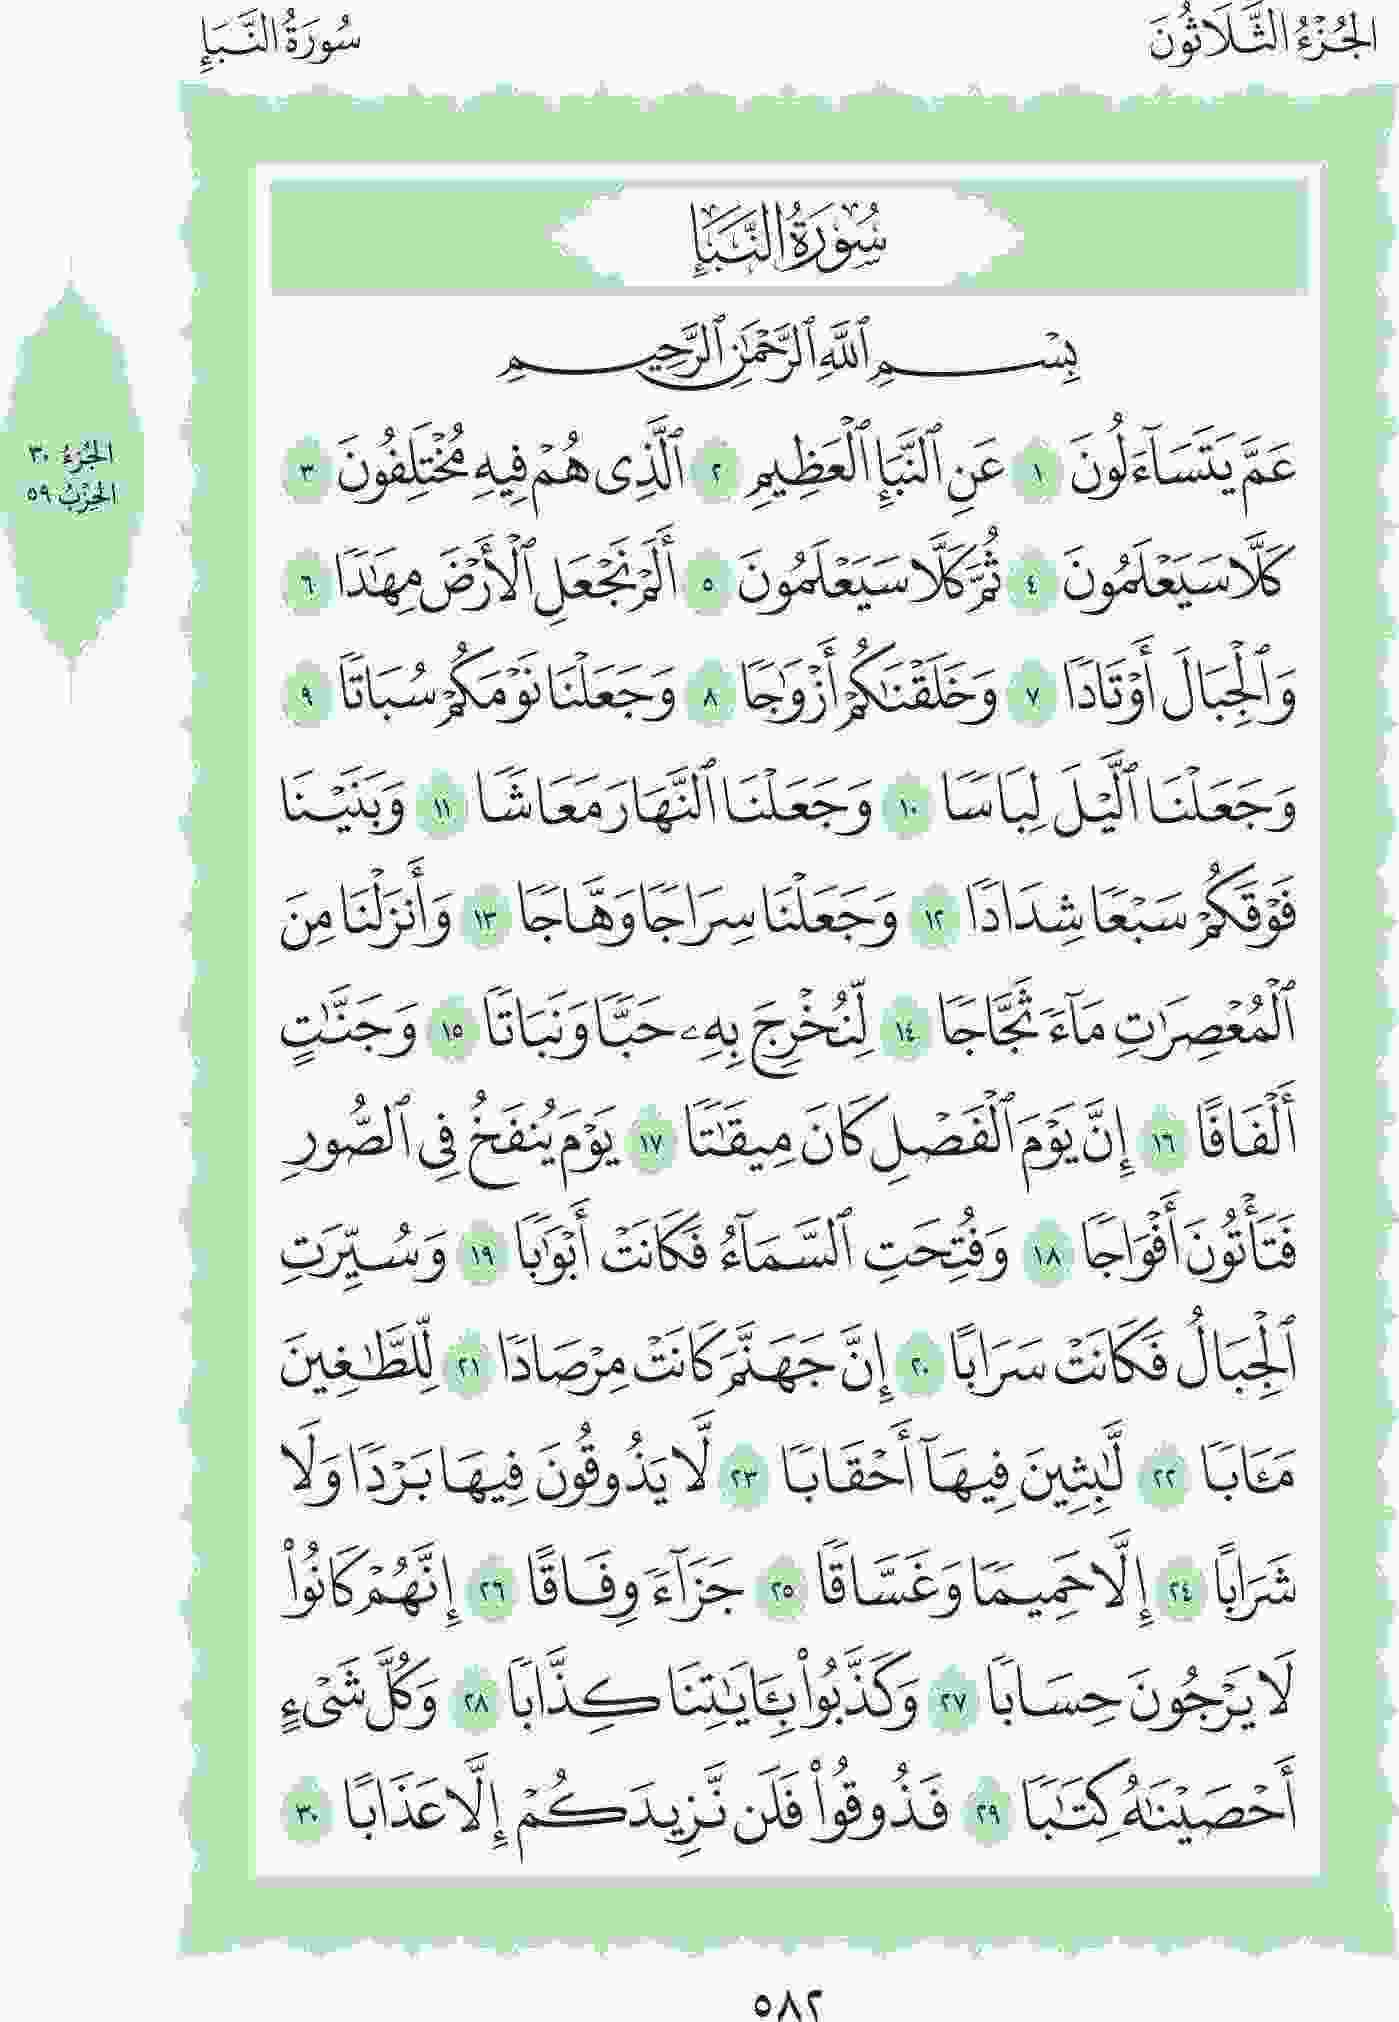 الجُزْءُ الثَّلَاثُونَ
سُورَةُ النَّبَإِ
سُورَةُ النَّبَإِ
بِسْمِ ٱللَّهِ ٱلرَّحْمَٰنِ ٱلرَّحِيمِ
عَمَّ يَتَسَآءَلُونَ ١ عَنِ ٱلنَّبَإِ ٱلْعَظِيمِ ٢ ٱلَّذِى هُمْ فِيهِ مُخْتَلِفُونَ ٣
كَلَّا سَيَعْلَمُونَ ٤ ثُمَّ كَلَّا سَيَعْلَمُونَ ٥ أَلَمْ نَجْعَلِ ٱلْأَرْضَ مِهَٰدًا ٦
وَٱلْجِبَالَ أَوْتَادًا ٧ وَخَلَقْنَٰكُمْ أَزْوَٰجًا ٨ وَجَعَلْنَا نَوْمَكُمْ سُبَاتًا ٩
وَجَعَلْنَا ٱلَّيْلَ لِبَاسًا ١٠ وَجَعَلْنَا ٱلنَّهَارَ مَعَاشًا ١١ وَبَنَيْنَا
فَوْقَكُمْ سَبْعًا شِدَادًا ١٢ وَجَعَلْنَا سِرَاجًا وَهَّاجًا ١٣ وَأَنزَلْنَا مِنَ
ٱلْمُعْصِرَٰتِ مَآءً ثَجَّاجًا ١٤ لِّنُخْرِجَ بِهِۦ حَبًّا وَنَبَاتًا ١٥ وَجَنَّٰتٍ
أَلْفَافًا ١٦ إِنَّ يَوْمَ ٱلْفَصْلِ كَانَ مِيقَٰتًا ١٧ يَوْمَ يُنفَخُ فِى ٱلصُّورِ
فَتَأْتُونَ أَفْوَاجًا ١٨ وَفُتِحَتِ ٱلسَّمَآءُ فَكَانَتْ أَبْوَٰبًا ١٩ وَسُيِّرَتِ
ٱلْجِبَالُ فَكَانَتْ سَرَابًا ٢٠ إِنَّ جَهَنَّمَ كَانَتْ مِرْصَادًا ٢١ لِّلطَّٰغِينَ
مَـَٔابًا ٢٢ لَّٰبِثِينَ فِيهَآ أَحْقَابًا ٢٣ لَّا يَذُوقُونَ فِيهَا بَرْدًا وَلَا
شَرَابًا ٢٤ إِلَّا حَمِيمًا وَغَسَّاقًا ٢٥ جَزَآءً وِفَاقًا ٢٦ إِنَّهُمْ كَانُوا۟
لَا يَرْجُونَ حِسَابًا ٢٧ وَكَذَّبُوا۟ بِـَٔايَٰتِنَا كِذَّابًا ٢٨ وَكُلَّ شَىْءٍ
أَحْصَيْنَٰهُ كِتَٰبًا ٢٩ فَذُوقُوا۟ فَلَن نَّزِيدَكُمْ إِلَّا عَذَابًا ٣٠
الجُزْءُ ٣٠
الحِزْبُ ٥٩
٥٨٢